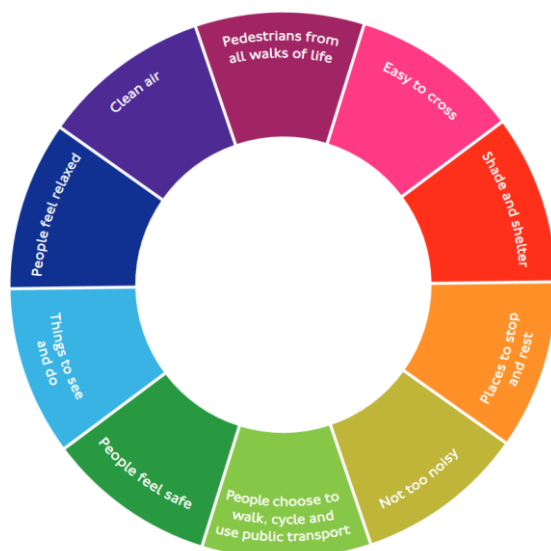 Pedestrians from
all walks of life
Easy to cross
Shade and shelter
Places to stop
and rest
Not too noisy
People choose to
walk, cycle and
use public transport
People feel safe
Things to see
and do
People feel relaxed
Clean air